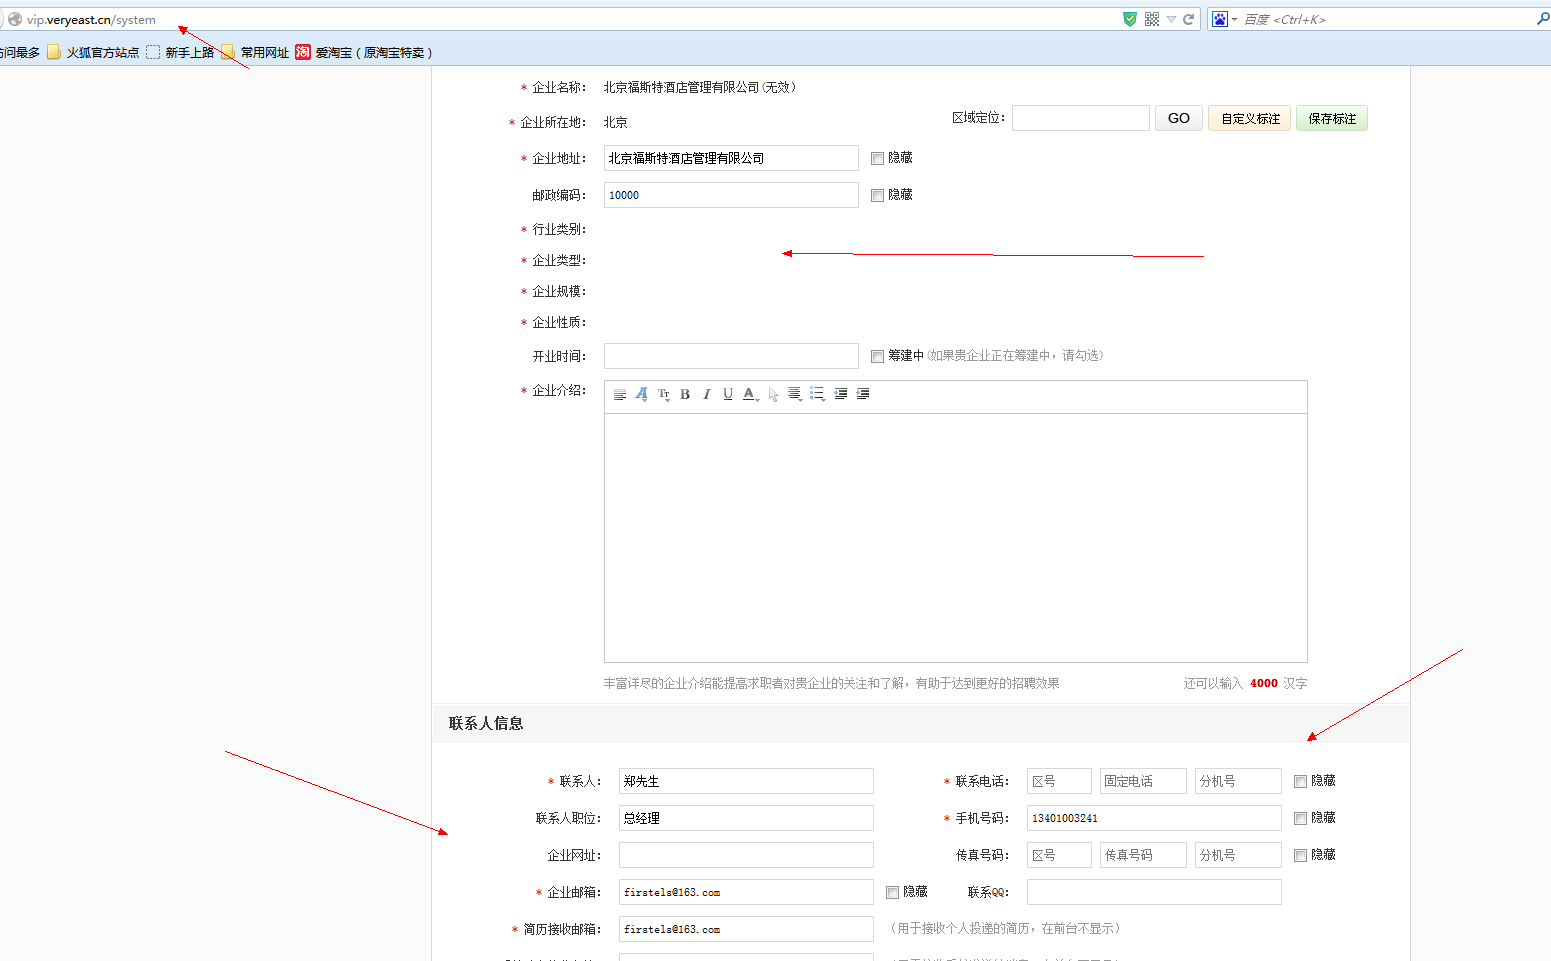 vip.veryeast.cn/system
百度 <Ctrl+K>
访问最多 火狐官方站点 新手上路 常用网址 淘 爱淘宝（原淘宝特卖）
* 企业名称： 北京福斯特酒店管理有限公司(无效)
* 企业所在地： 北京
区域定位： GO 自定义标注 保存标注
* 企业地址： 北京福斯特酒店管理有限公司 隐藏
邮政编码： 10000 隐藏
* 行业类别：
* 企业类型：
* 企业规模：
* 企业性质：
开业时间： 筹建中(如果贵企业正在筹建中，请勾选)
* 企业介绍：
A TT B I U A
丰富详尽的企业介绍能提高求职者对贵企业的关注和了解，有助于达到更好的招聘效果 还可以输入 4000 汉字
联系人信息
* 联系人： 郑先生 * 联系电话： 区号 固定电话 分机号 隐藏
联系人职位： 总经理 * 手机号码： 13401003241 隐藏
企业网址： 传真号码： 区号 传真号码 分机号 隐藏
* 企业邮箱： firstels@163.com 隐藏 联系QQ：
* 简历接收邮箱： firstels@163.com （用于接收个人投递的简历，在前台不显示）